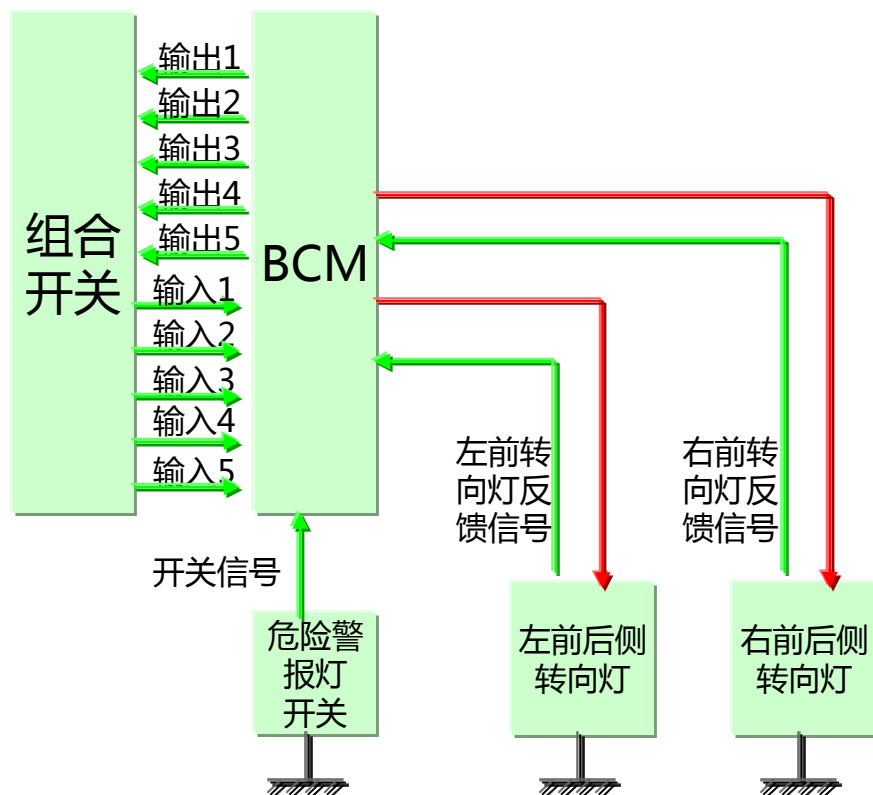 组合
开关
输出1
输出2
输出3
输出4
输出5
输入1
输入2
输入3
输入4
输入5
BCM
左前转
向灯反
馈信号
右前转
向灯反
馈信号
开关信号
危险警
报灯
开关
左前后侧
转向灯
右前后侧
转向灯